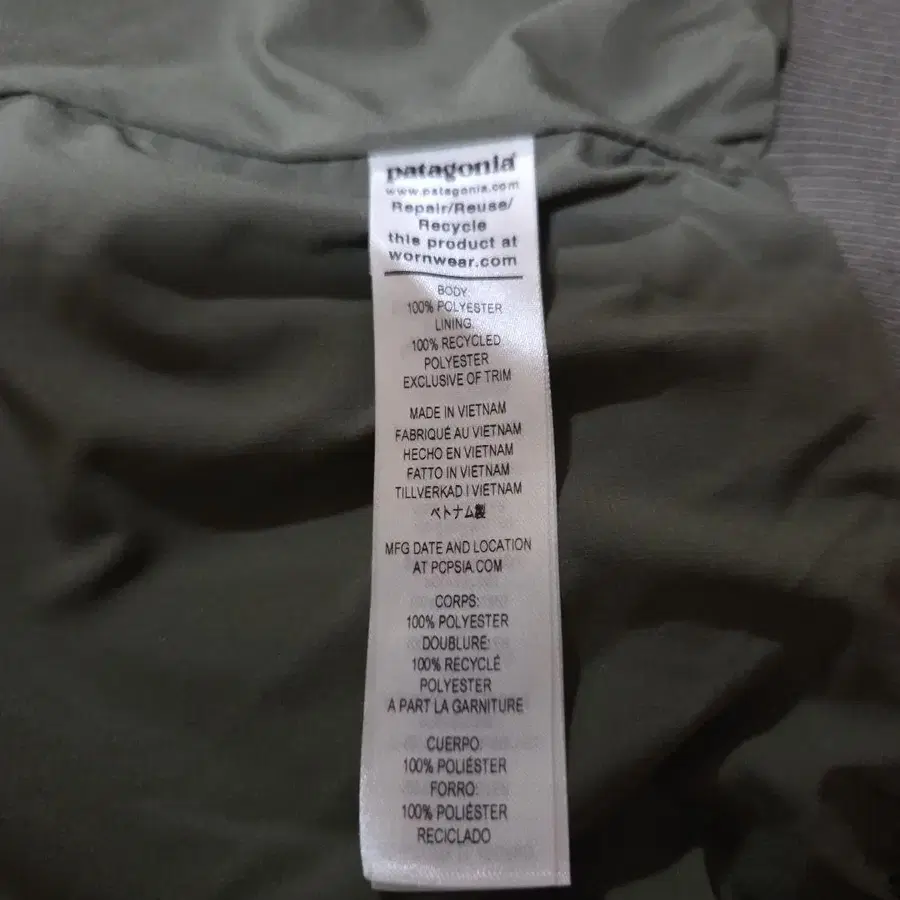 patagonia
www.patagonia.com
Repair/Reuse/
Recycle
this product at
wornwear.com
BODY:
100% POLYESTER
LINING:
100% RECYCLED
POLYESTER
EXCLUSIVE OF TRIM
MADE IN VIETNAM
FABRIQUÉ AU VIETNAM
HECHO EN VIETNAM
FATTO IN VIETNAM
TILLVERKAD I VIETNAM
ベトナム製
MFG DATE AND LOCATION
AT PCPSIA.COM
CORPS:
100% POLYESTER
DOUBLURE:
100% RECYCLÉ
POLYESTER
A PART LA GARNITURE
CUERPO:
100% POLIÉSTER
FORRO:
100% POLIÉSTER
RECICLADO